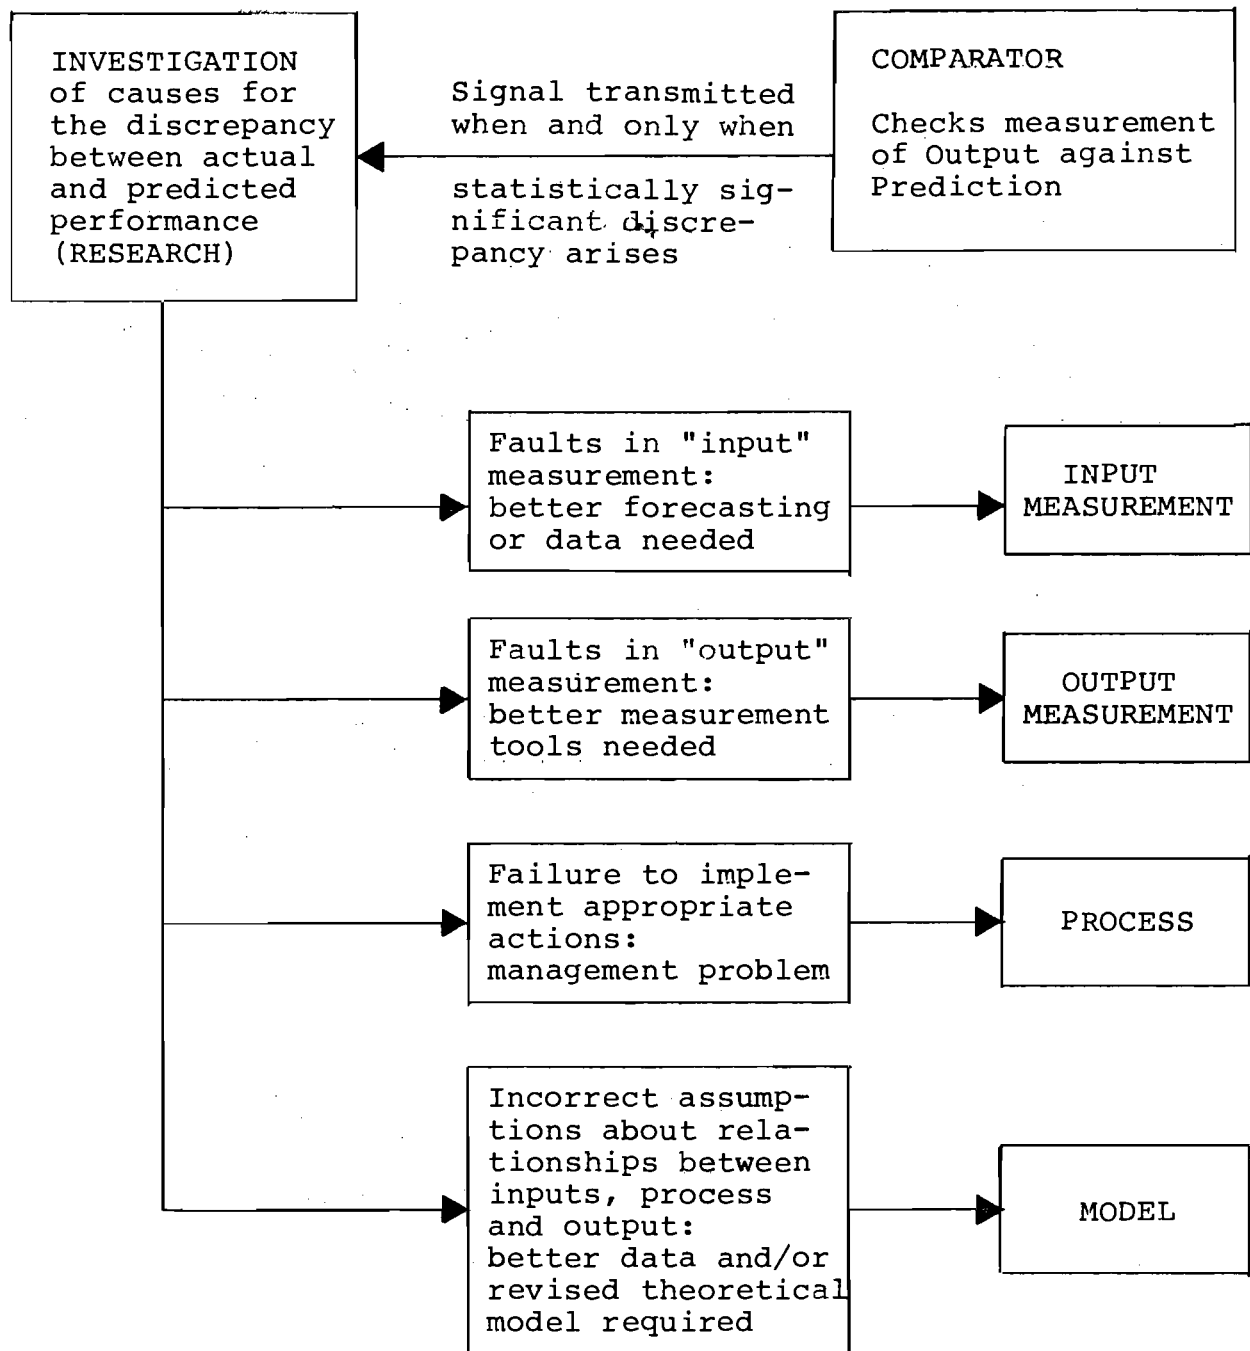 INVESTIGATION
of causes for
the discrepancy
between actual
and predicted
performance
(RESEARCH)
Signal transmitted
when and only when
statistically sig-
nificant discre-
pancy arises
COMPARATOR
Checks measurement
of Output against
Prediction
Faults in "input"
measurement:
better forecasting
or data needed
INPUT
MEASUREMENT
Faults in "output"
measurement:
better measurement
tools needed
OUTPUT
MEASUREMENT
Failure to imple-
ment appropriate
actions:
management problem
PROCESS
Incorrect assump-
tions about rela-
tionships between
inputs, process
and output:
better data and/or
revised theoretical
model required
MODEL